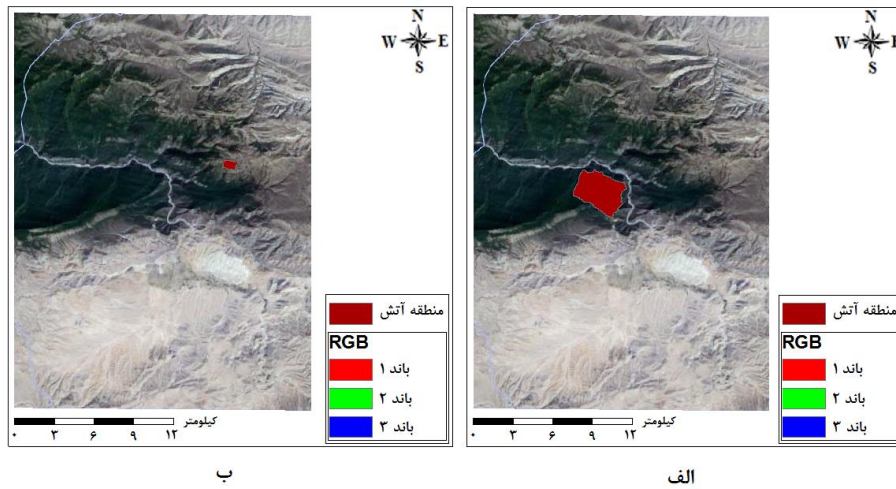 N
W E
S
منطقه آتش
RGB
باند ۱
باند ۲
باند ۳
کیلومتر
۰ ۳ ۶ ۹ ۱۲
الف
N
W E
S
منطقه آتش
RGB
باند ۱
باند ۲
باند ۳
کیلومتر
۰ ۳ ۶ ۹ ۱۲
ب